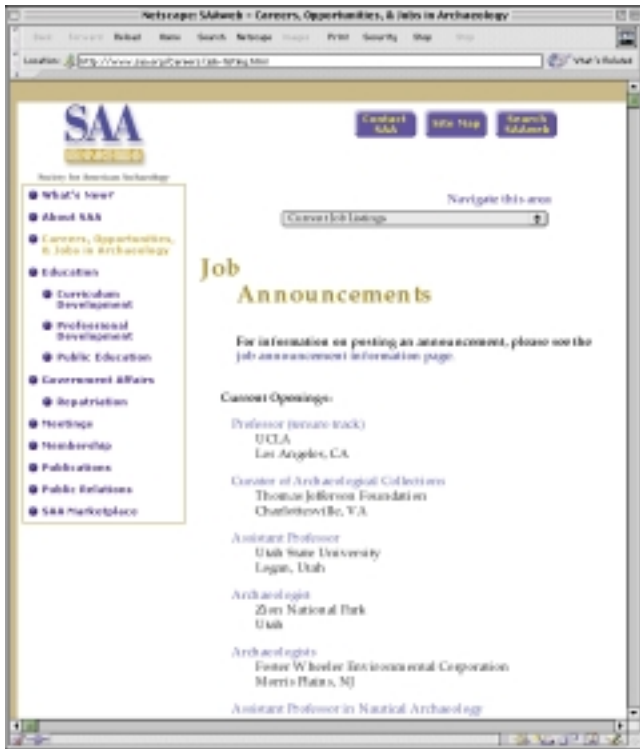 Netscape: SAAweb - Careers, Opportunities, & Jobs in Archaeology
Back Forward Reload Home Search Netscape Images Print Security Shop Stop
Location: What's Related
SAA
Society for American Archaeology
Contact SAA
Site Map
Search SAAweb
What's New?
About SAA
Careers, Opportunities,
& Jobs in Archaeology
Education
Curriculum
Development
Professional
Development
Public Education
Government Affairs
Repatriation
Meetings
Membership
Publications
Public Relations
SAA Marketplace
Navigate this area
Current Job Listings
Job
Announcements
For information on posting an announcement, please see the
job announcement information page.
Current Openings:
Professor (tenure track)
UCLA
Los Angeles, CA
Curator of Archaeological Collections
Thomas Jefferson Foundation
Charlottesville, VA
Assistant Professor
Utah State University
Logan, Utah
Archaeologist
Zion National Park
Utah
Archaeologists
Foster Wheeler Environmental Corporation
Morris Plains, NJ
Assistant Professor in Nautical Archaeology